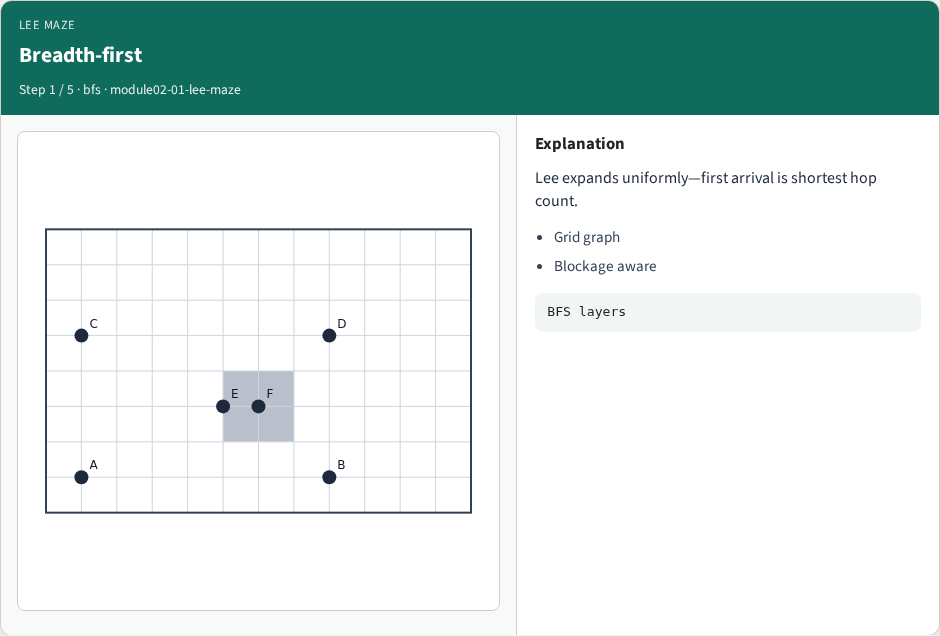 LEE MAZE
Breadth-first
Step 1 / 5 · bfs · module02-01-lee-maze
C
D
E
F
A
B
Explanation
Lee expands uniformly—first arrival is shortest hop
count.
• Grid graph
• Blockage aware
BFS layers